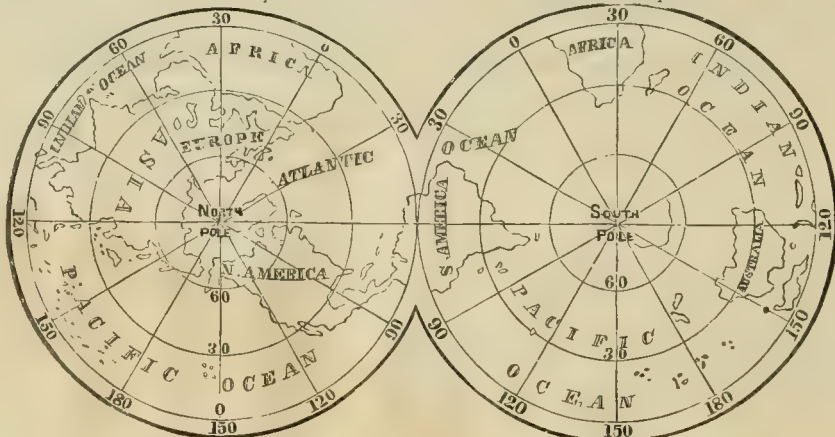 30
60
0
AFRICA
INDIAN OCEAN
90
30
EUROPE
ASIA
ATLANTIC
120
NORTH
POLE
N. AMERICA
60
PACIFIC OCEAN
150
30
90
180
120
0
150
30
0
60
AFRICA
INDIAN
OCEAN
30
90
OCEAN
S. AMERICA
SOUTH
POLE
120
AUSTRALIA
60
PACIFIC
OCEAN
90
30
150
120
180
150